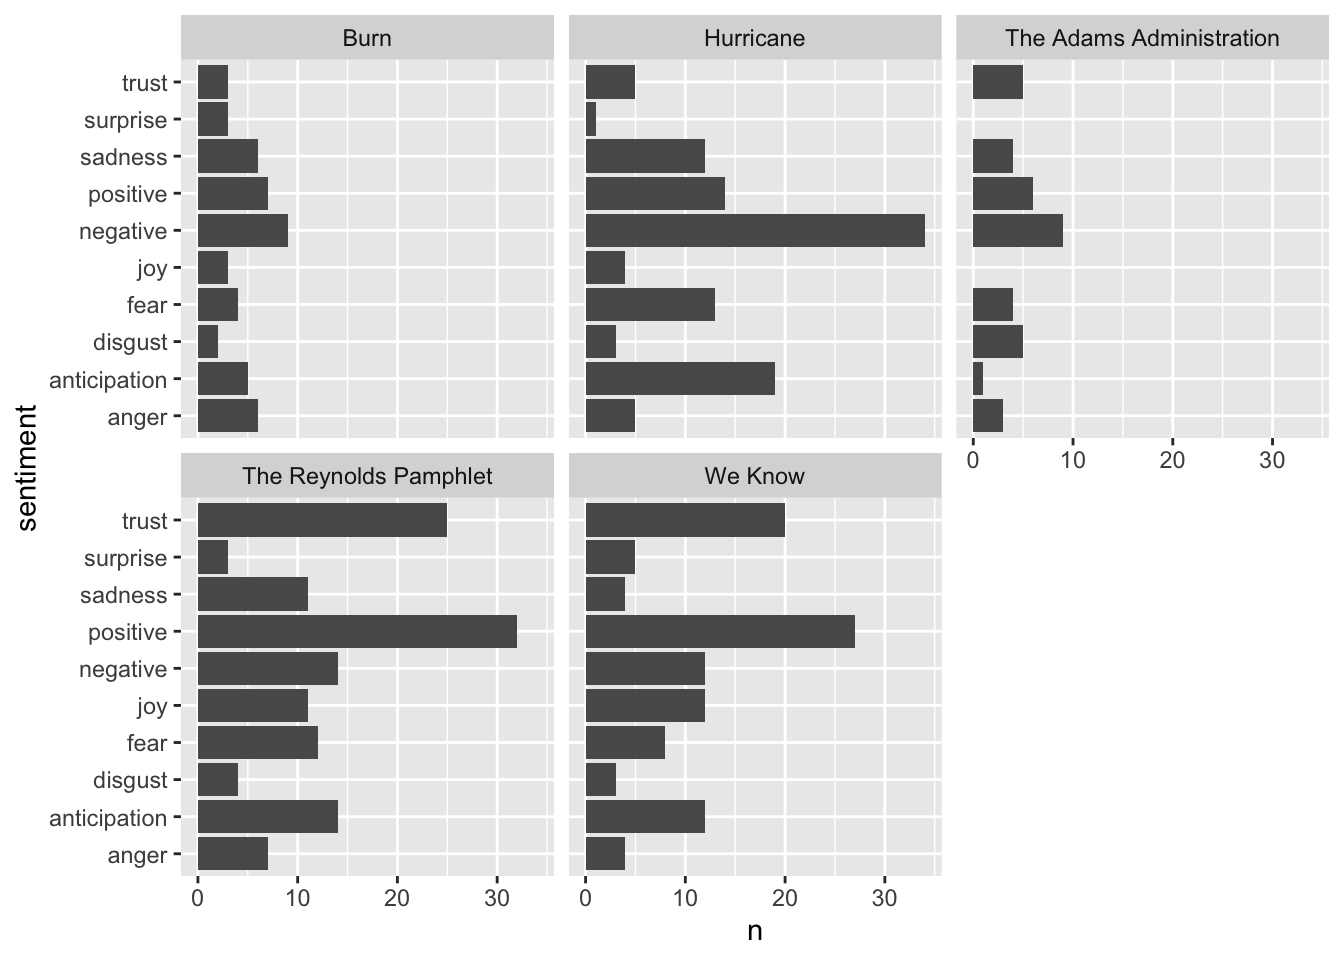 Burn
Hurricane
The Adams Administration
trust
surprise
sadness
positive
negative
joy
fear
disgust
anticipation
anger
0 10 20 30
The Reynolds Pamphlet
We Know
trust
surprise
sadness
positive
negative
joy
fear
disgust
anticipation
anger
0 10 20 30
0 10 20 30
n
sentiment